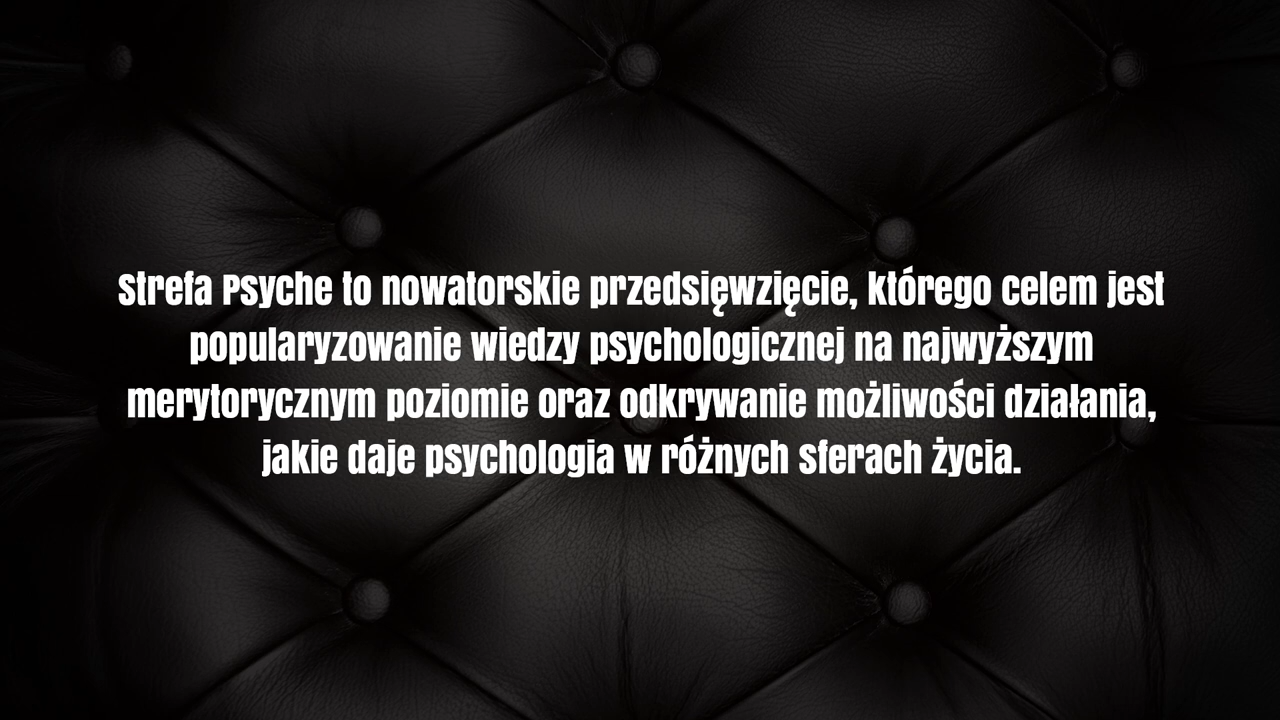 Strefa Psyche to nowatorskie przedsięwzięcie, którego celem jest
popularyzowanie wiedzy psychologicznej na najwyższym
merytorycznym poziomie oraz odkrywanie możliwości działania,
jakie daje psychologia w różnych sferach życia.